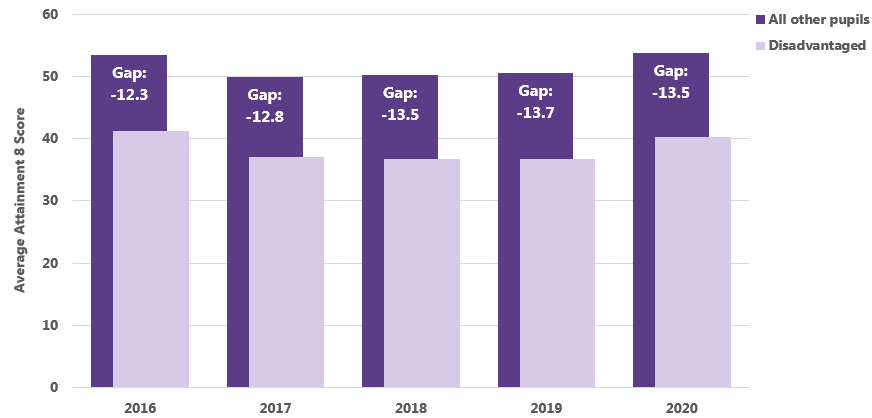 60
50
40
30
20
10
0
Average Attainment 8 Score
Gap:
-12.3
Gap:
-12.8
Gap:
-13.5
Gap:
-13.7
Gap:
-13.5
2016
2017
2018
2019
2020
All other pupils
Disadvantaged